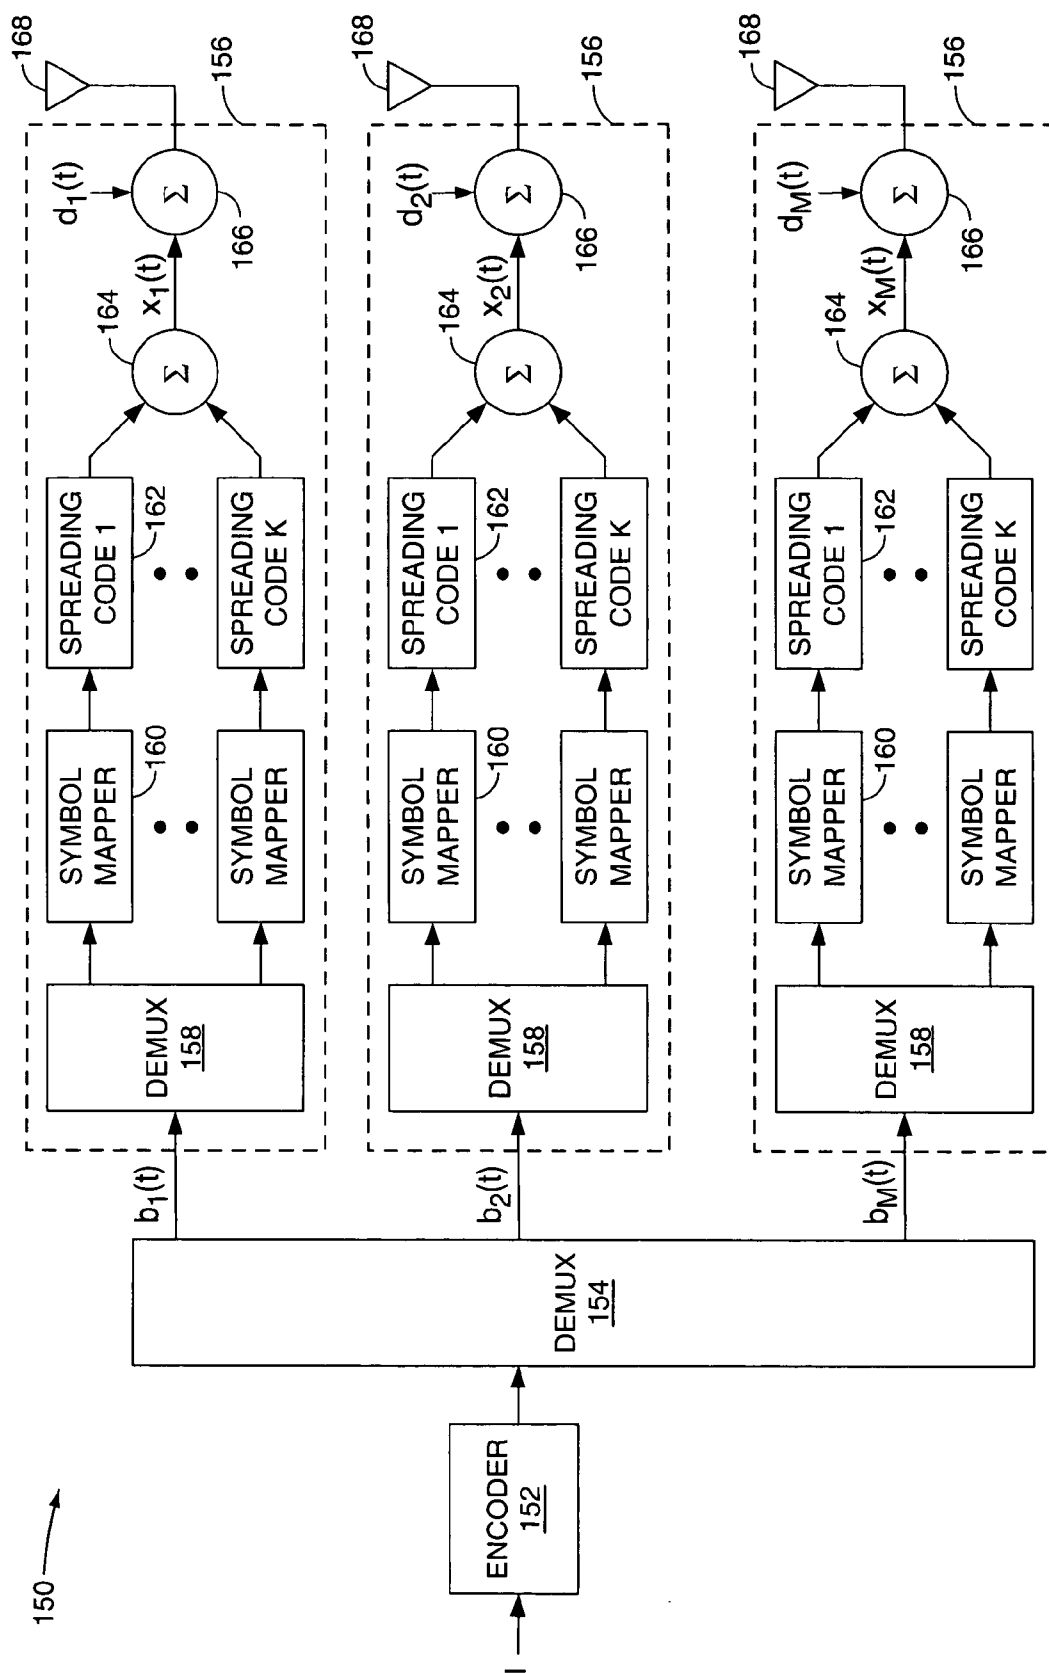 150
I
ENCODER
152
DEMUX
154
b1(t)
DEMUX
158
SYMBOL
MAPPER
160
SYMBOL
MAPPER
SPREADING
CODE 1
162
SPREADING
CODE K
164
Σ
x1(t)
d1(t)
Σ
166
168
156
b2(t)
DEMUX
158
SYMBOL
MAPPER
160
SYMBOL
MAPPER
SPREADING
CODE 1
162
SPREADING
CODE K
164
Σ
x2(t)
d2(t)
Σ
166
168
156
bM(t)
DEMUX
158
SYMBOL
MAPPER
160
SYMBOL
MAPPER
SPREADING
CODE 1
162
SPREADING
CODE K
164
Σ
xM(t)
dM(t)
Σ
166
168
156